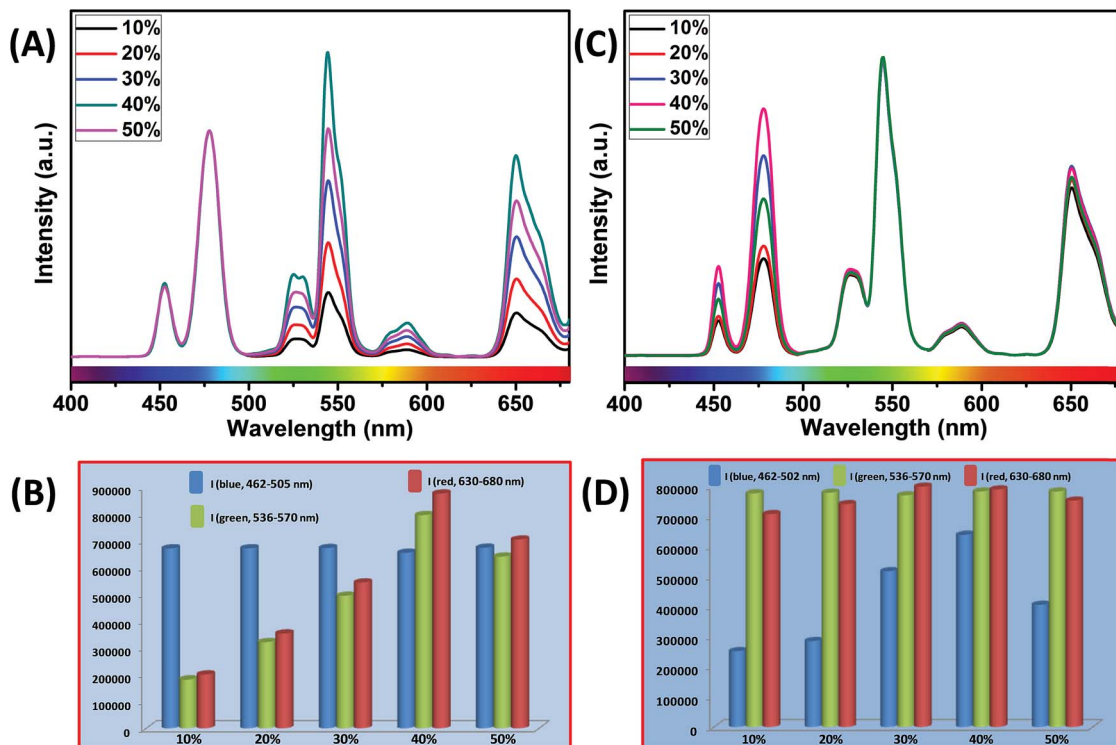 (A)
10%
20%
30%
40%
50%
Intensity (a.u.)
400 450 500 550 600 650
Wavelength (nm)
(C)
10%
20%
30%
40%
50%
Intensity (a.u.)
400 450 500 550 600 650
Wavelength (nm)
(B)
I (blue, 462-505 nm)
I (red, 630-680 nm)
I (green, 536-570 nm)
900000
800000
700000
600000
500000
400000
300000
200000
100000
0
10% 20% 30% 40% 50%
(D)
I (blue, 462-502 nm) I (green, 536-570 nm) I (red, 630-680 nm)
800000
700000
600000
500000
400000
300000
200000
100000
0
10% 20% 30% 40% 50%